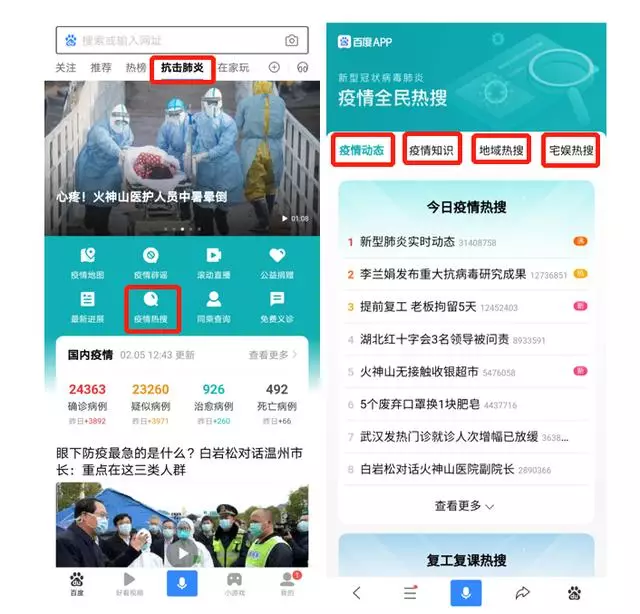 搜索或输入网址
关注 推荐 热榜 抗击肺炎 在家玩
心疼！火神山医护人员中暑晕倒
01:08
疫情地图 疫情辟谣 滚动直播 公益捐赠
最新进展 疫情热搜 同乘查询 免费义诊
国内疫情 02.05 12:43 更新 查看更多
24363 23260 926 492
确诊病例 疑似病例 治愈病例 死亡病例
昨日+3892 昨日+3971 昨日+260 昨日+66
眼下防疫最急的是什么？白岩松对话温州市
长：重点在这三类人群
百度 好看视频 小游戏 我的
1
百度APP
新型冠状病毒肺炎
疫情全民热搜
疫情动态 疫情知识 地域热搜 宅娱热搜
今日疫情热搜
1 新型肺炎实时动态 31408758
2 李兰娟发布重大抗病毒研究成果 12736851 热
3 提前复工 老板拘留5天 12452403 新
4 湖北红十字会3名领导被问责 8933591
5 火神山无接触收银超市 5476058 新
6 5个废弃口罩换1块肥皂 4437716
7 武汉发热门诊就诊人次增幅已放缓 3638...
8 白岩松对话火神山医院副院长 2890366
查看更多
复工复课热搜